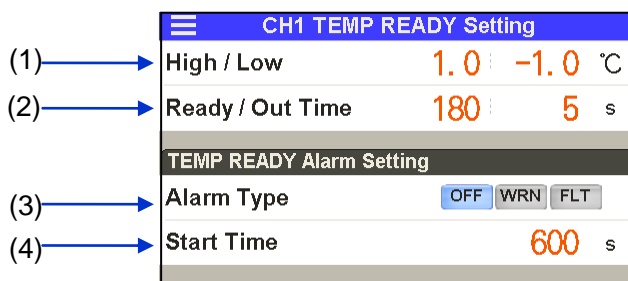 CH1 TEMP READY Setting
(1) High / Low 1.0 -1.0 ℃
(2) Ready / Out Time 180 5 s
TEMP READY Alarm Setting
(3) Alarm Type OFF WRN FLT
(4) Start Time 600 s